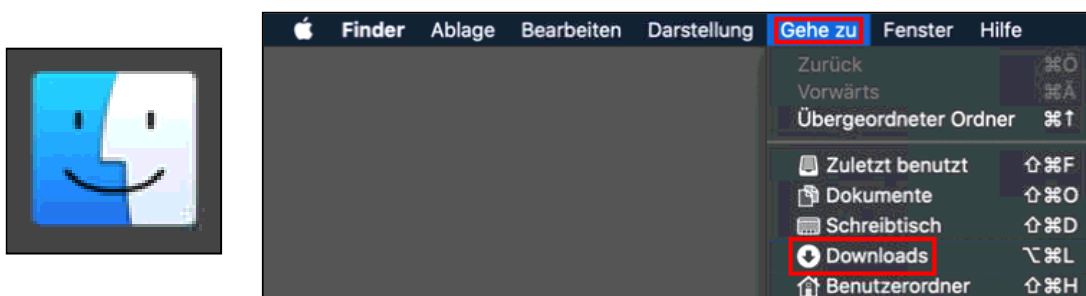 Finder Ablage Bearbeiten Darstellung Gehe zu Fenster Hilfe
Zurück ⌘Ö
Vorwärts ⌘Ä
Übergeordneter Ordner ⌘↑
Zuletzt benutzt ⇧⌘F
Dokumente ⇧⌘O
Schreibtisch ⇧⌘D
Downloads ⌥⌘L
Benutzerordner ⇧⌘H